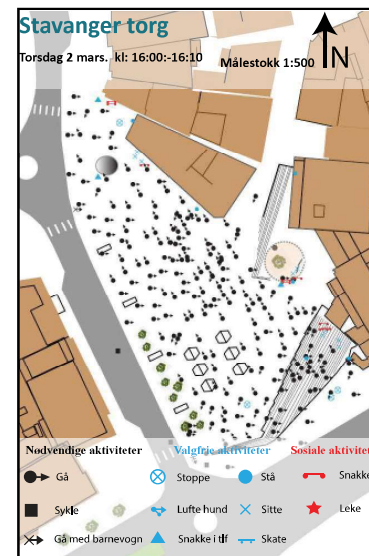 Stavanger torg
Torsdag 2 mars. kl: 16:00:-16:10
Målestokk 1:500
N
Nødvendige aktiviteter
Valgfrie aktiviteter
Sosiale aktivitet
Gå
Stoppe
Stå
Snakke
Sykle
Lufte hund
Sitte
Leke
Gå med barnevogn
Snakke i tlf
Skate